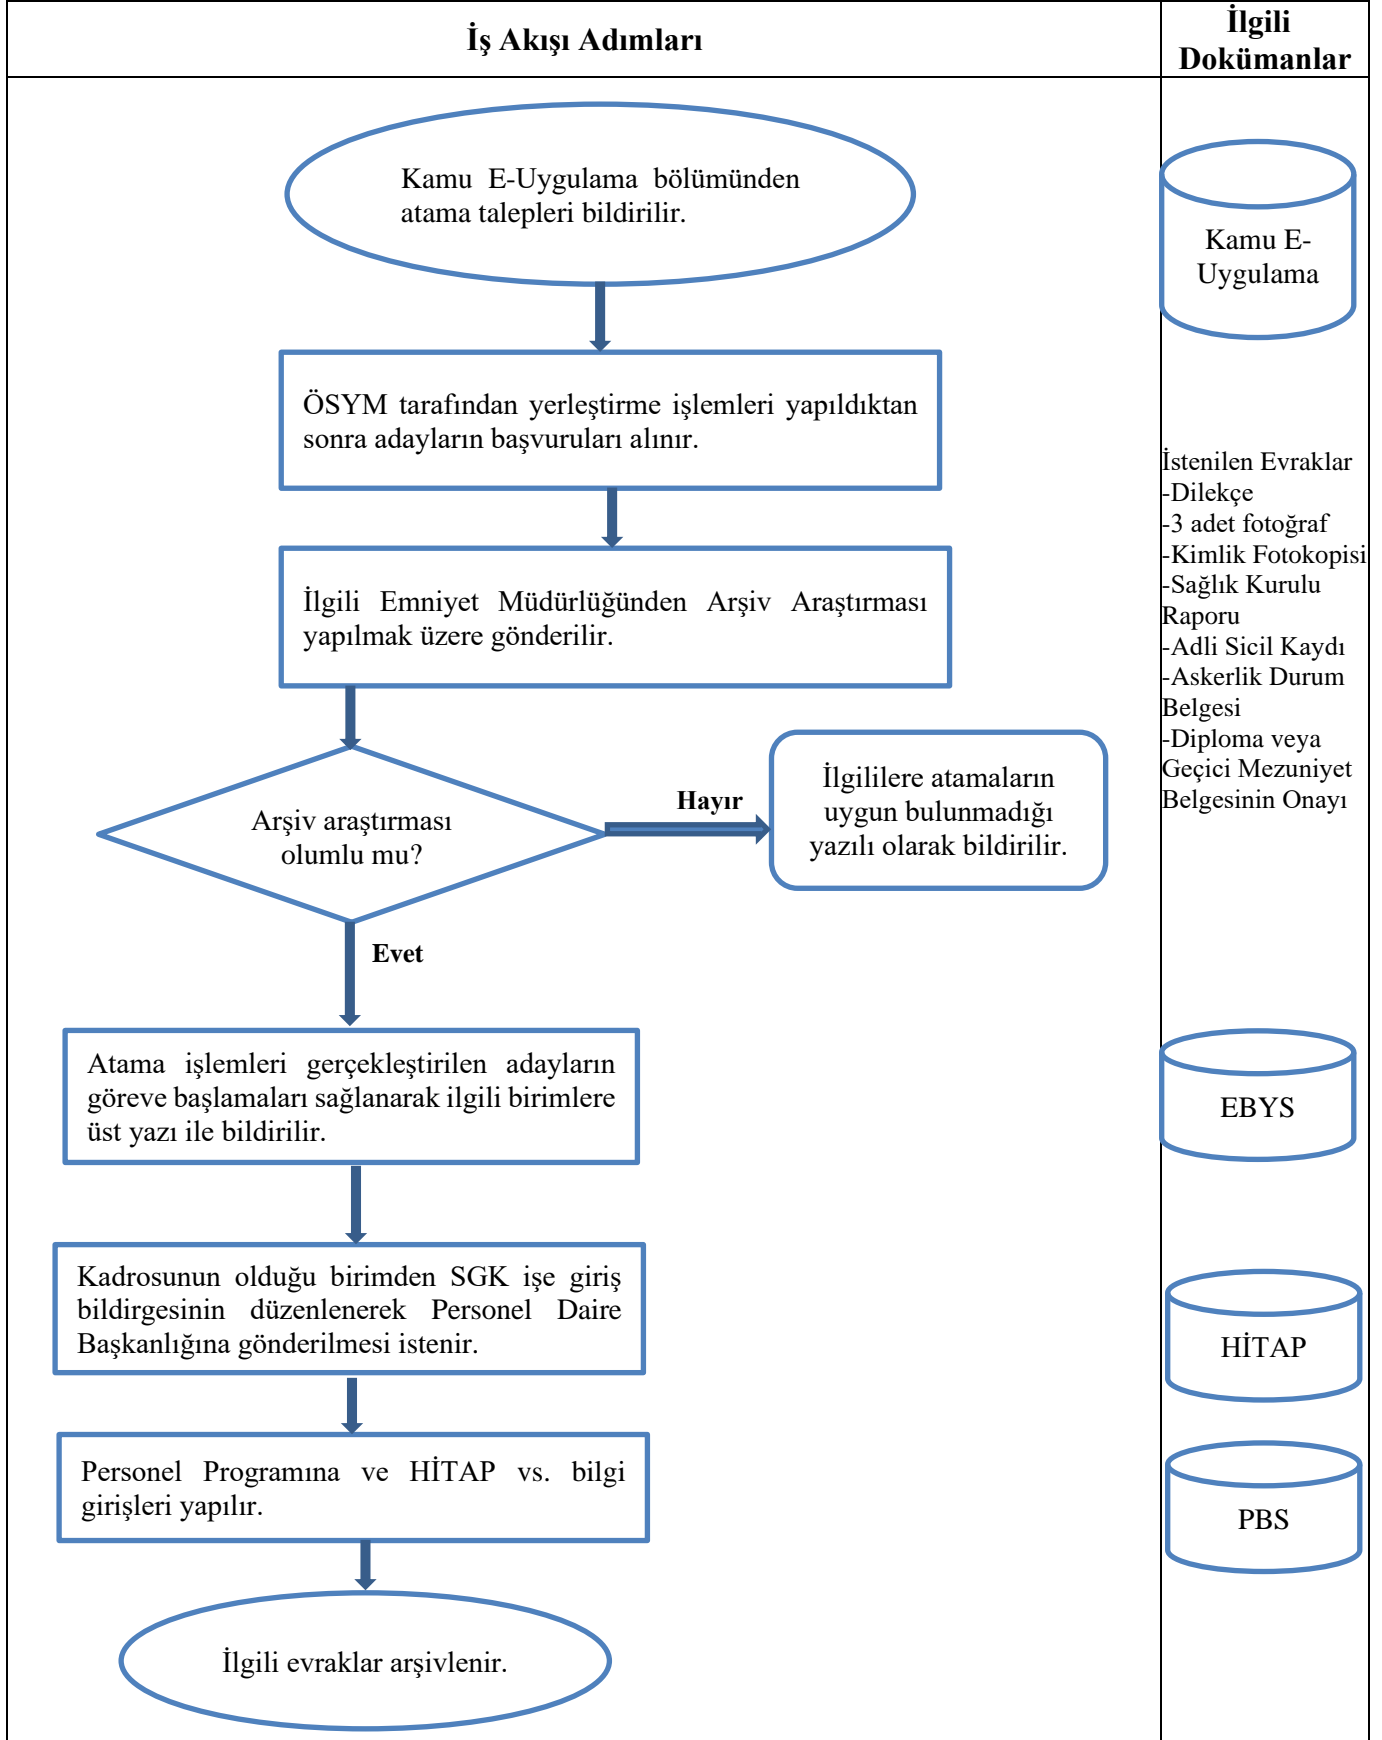 İş Akışı Adımları
İlgili
Dokümanlar
Kamu E-Uygulama bölümünden
atama talepleri bildirilir.
Kamu E-
Uygulama
ÖSYM tarafından yerleştirme işlemleri yapıldıktan
sonra adayların başvuruları alınır.
İstenilen Evraklar
-Dilekçe
-3 adet fotoğraf
-Kimlik Fotokopisi
-Sağlık Kurulu
Raporu
-Adli Sicil Kaydı
-Askerlik Durum
Belgesi
-Diploma veya
Geçici Mezuniyet
Belgesinin Onayı
İlgili Emniyet Müdürlüğünden Arşiv Araştırması
yapılmak üzere gönderilir.
Arşiv araştırması
olumlu mu?
Hayır
İlgililere atamaların
uygun bulunmadığı
yazılı olarak bildirilir.
Evet
Atama işlemleri gerçekleştirilen adayların
göreve başlamaları sağlanarak ilgili birimlere
üst yazı ile bildirilir.
EBYS
Kadrosunun olduğu birimden SGK işe giriş
bildirgesinin düzenlenerek Personel Daire
Başkanlığına gönderilmesi istenir.
HİTAP
Personel Programına ve HİTAP vs. bilgi
girişleri yapılır.
PBS
İlgili evraklar arşivlenir.